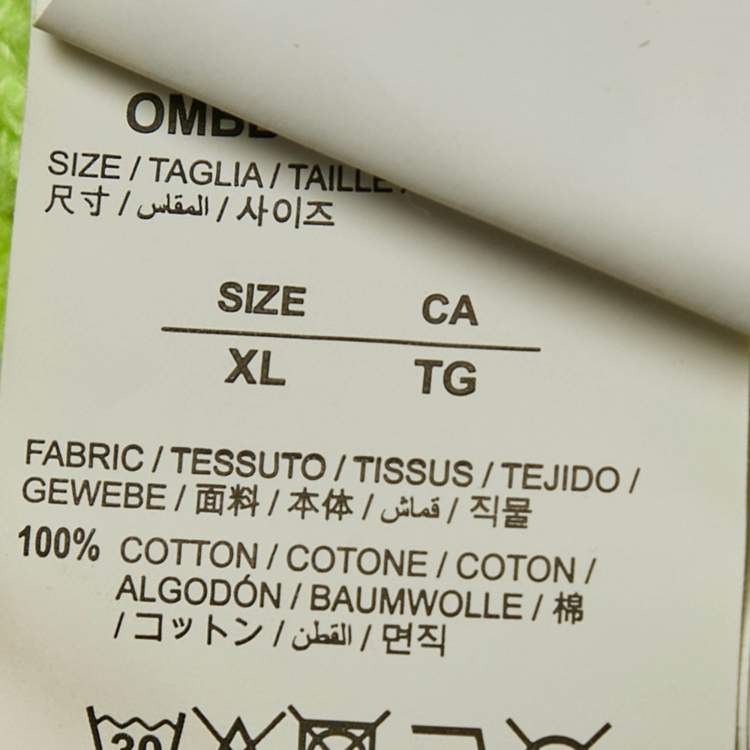 SIZE / TAGLIA / TAILLE
尺寸 / المقاس / 사이즈
SIZE CA
XL TG
FABRIC / TESSUTO / TISSUS / TEJIDO /
GEWEBE / 面料 / 本体 / قماش / 직물
100% COTTON / COTONE / COTON /
ALGODÓN / BAUMWOLLE / 棉
/ コットン / القطن / 면직
30